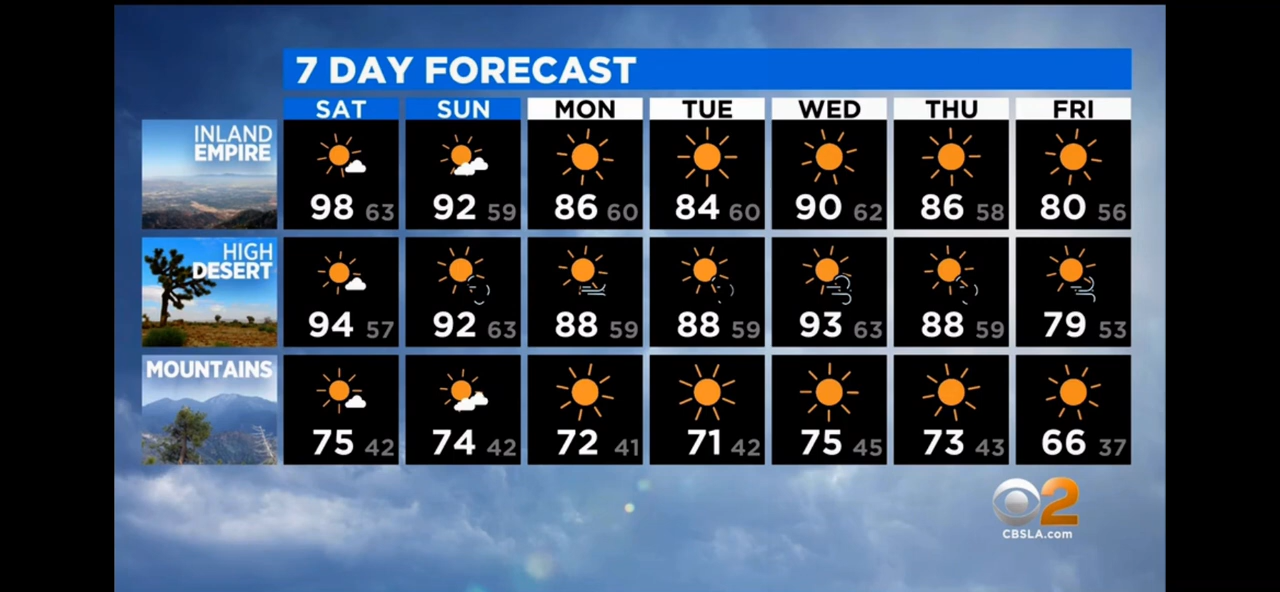 7 DAY FORECAST
SAT SUN MON TUE WED THU FRI
INLAND
EMPIRE
98 63 92 59 86 60 84 60 90 62 86 58 80 56
HIGH
DESERT
94 57 92 63 88 59 88 59 93 63 88 59 79 53
MOUNTAINS
75 42 74 42 72 41 71 42 75 45 73 43 66 37
2
CBSLA.com